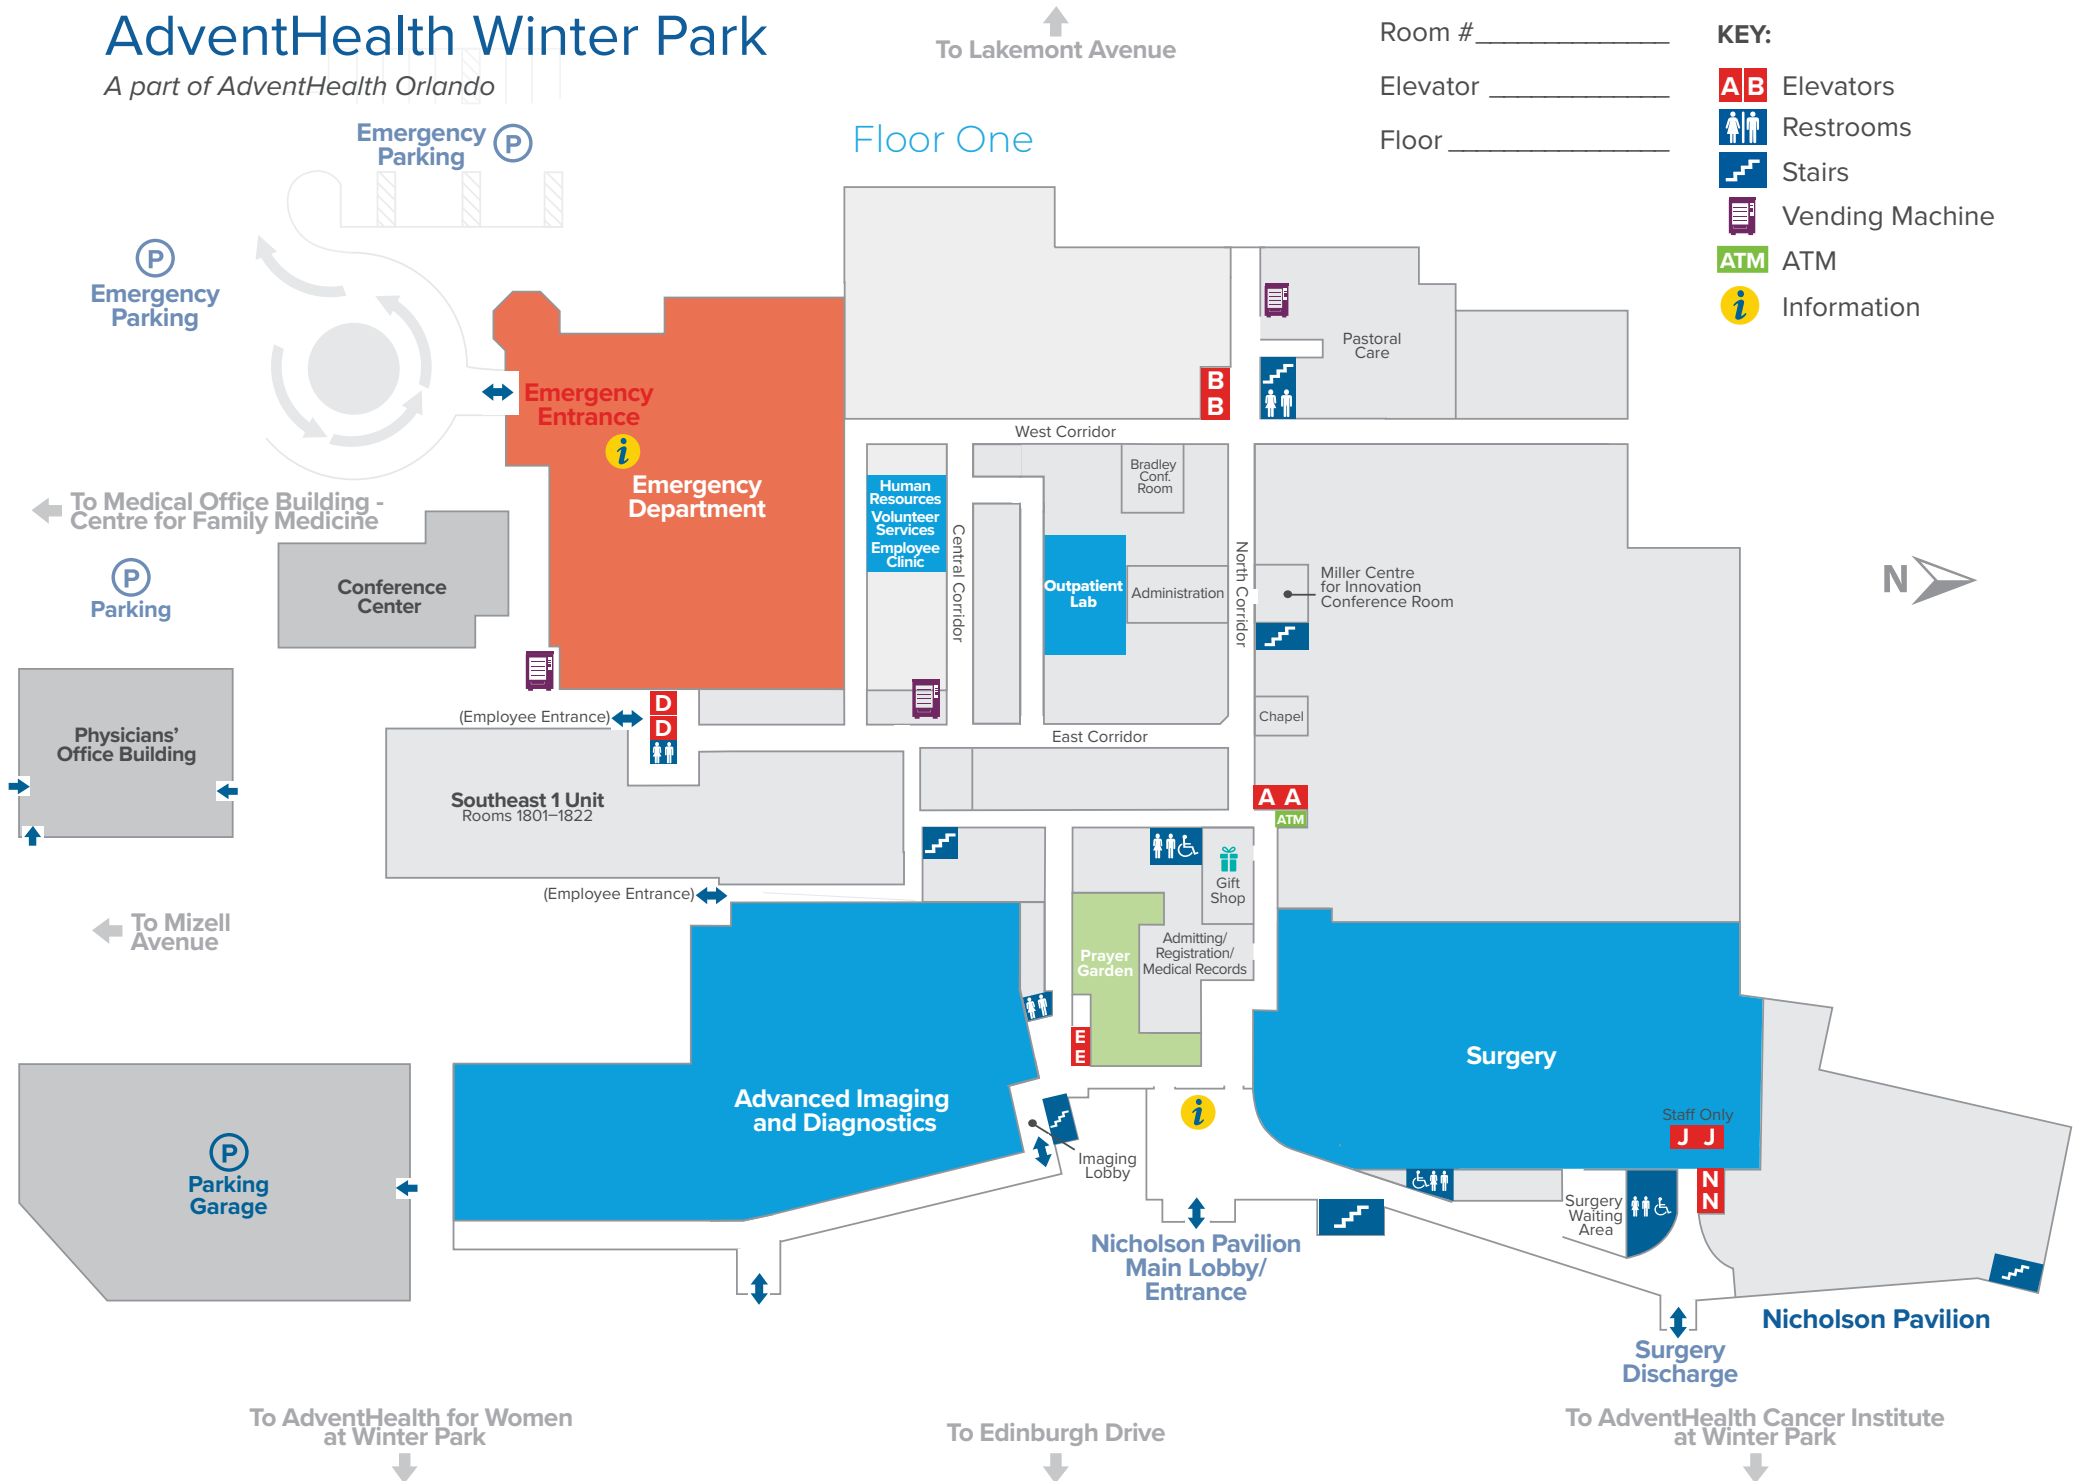 AdventHealth Winter Park
A part of AdventHealth Orlando
To Lakemont Avenue
Room #
Elevator
Floor
KEY:
A B Elevators
Restrooms
Stairs
Vending Machine
ATM ATM
i Information
Floor One
Emergency
Parking
P
P
Emergency
Parking
Emergency
Entrance
i
Emergency
Department
Pastoral
Care
B
B
West Corridor
Bradley
Conf.
Room
Human
Resources
Volunteer
Services
Employee
Clinic
Central Corridor
North Corridor
Outpatient
Lab
Administration
Miller Centre
for Innovation
Conference Room
N
To Medical Office Building -
Centre for Family Medicine
P
Parking
Conference
Center
Chapel
East Corridor
(Employee Entrance)
D
D
Physicians'
Office Building
Southeast 1 Unit
Rooms 1801–1822
A A
ATM
Gift
Shop
(Employee Entrance)
To Mizell
Avenue
Prayer
Garden
Admitting/
Registration/
Medical Records
E
E
Surgery
Advanced Imaging
and Diagnostics
i
Imaging
Lobby
Staff Only
J J
N
N
Surgery
Waiting
Area
P
Parking
Garage
Nicholson Pavilion
Main Lobby/
Entrance
Nicholson Pavilion
Surgery
Discharge
To AdventHealth for Women
at Winter Park
To Edinburgh Drive
To AdventHealth Cancer Institute
at Winter Park